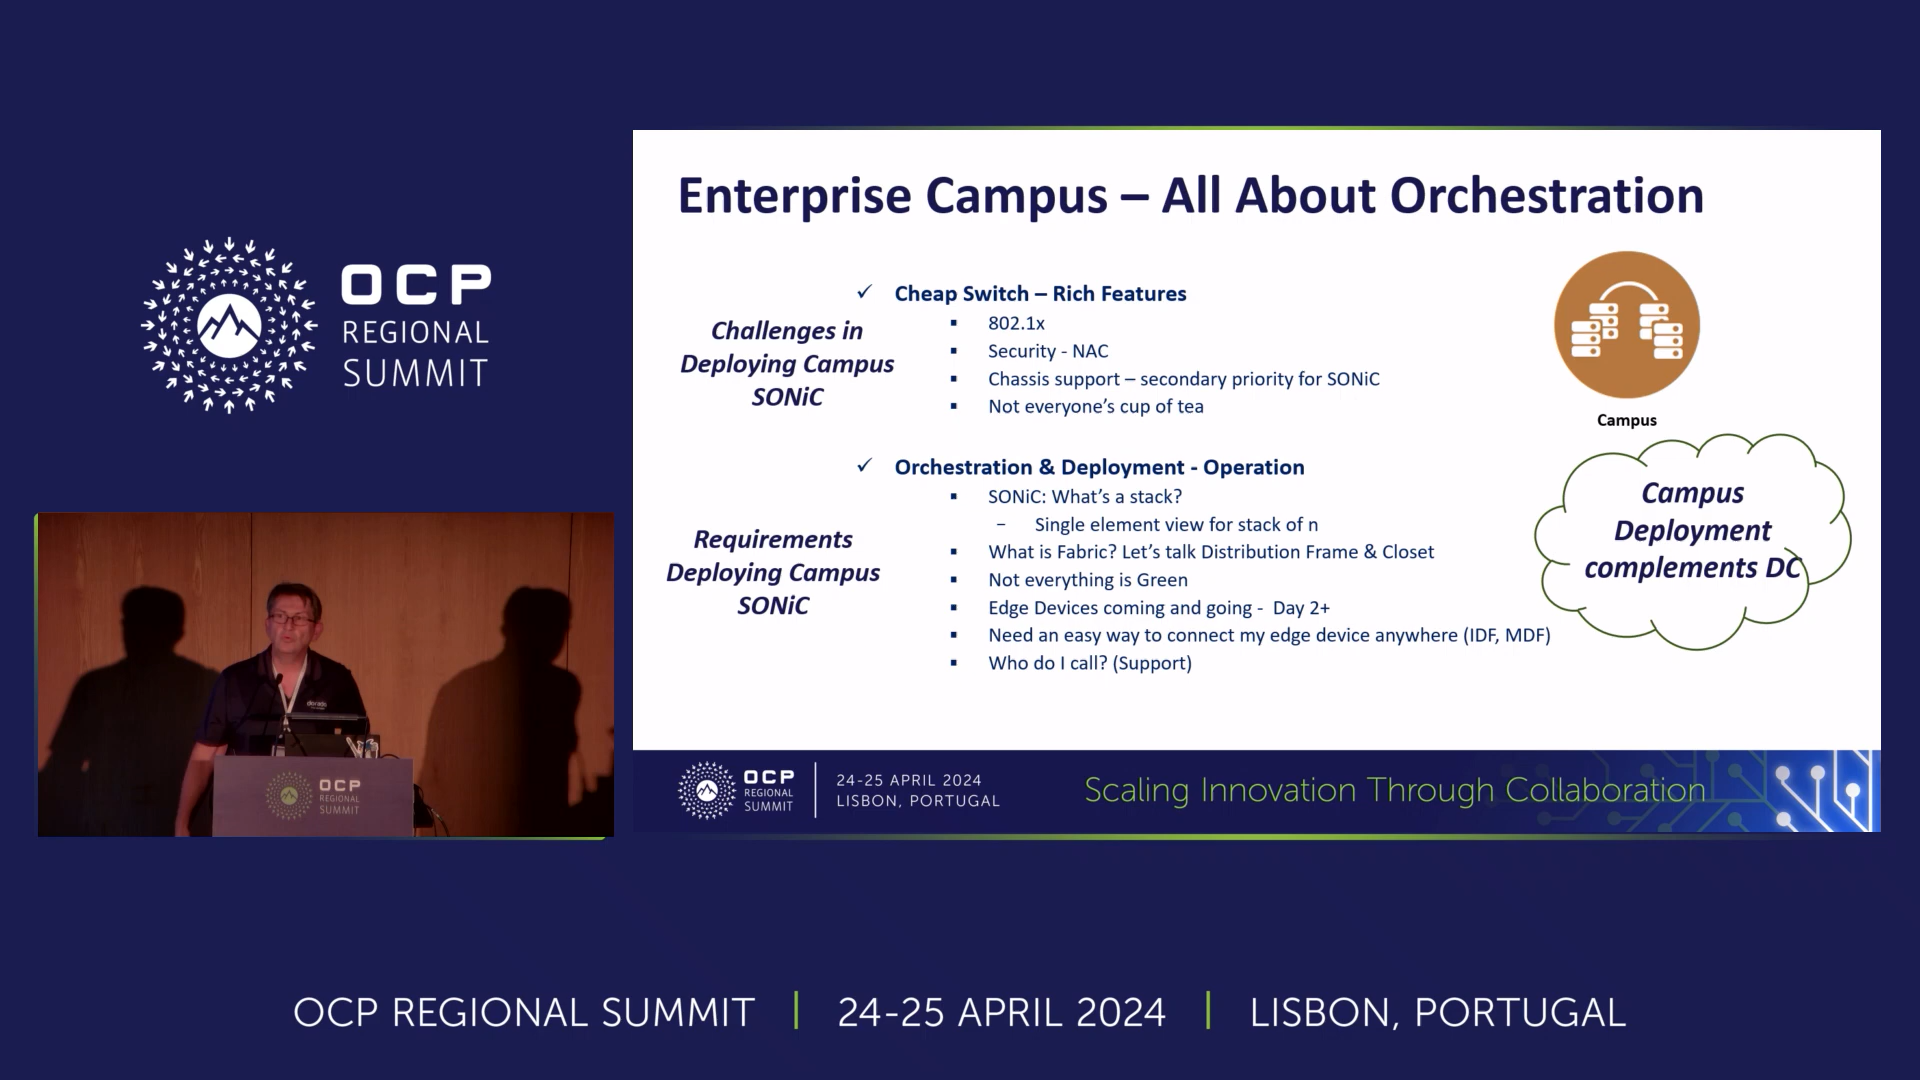 OCP
REGIONAL
SUMMIT
Enterprise Campus – All About Orchestration
Challenges in
Deploying Campus
SONiC
✓ Cheap Switch – Rich Features
▪ 802.1x
▪ Security - NAC
▪ Chassis support – secondary priority for SONiC
▪ Not everyone’s cup of tea
Requirements
Deploying Campus
SONiC
✓ Orchestration & Deployment - Operation
▪ SONiC: What’s a stack?
– Single element view for stack of n
▪ What is Fabric? Let’s talk Distribution Frame & Closet
▪ Not everything is Green
▪ Edge Devices coming and going - Day 2+
▪ Need an easy way to connect my edge device anywhere (IDF, MDF)
▪ Who do I call? (Support)
Campus
Campus
Deployment
complements DC
OCP
REGIONAL
SUMMIT
24-25 APRIL 2024
LISBON, PORTUGAL
Scaling Innovation Through Collaboration
dorado
OCP
REGIONAL
SUMMIT
OCP REGIONAL SUMMIT | 24-25 APRIL 2024 | LISBON, PORTUGAL